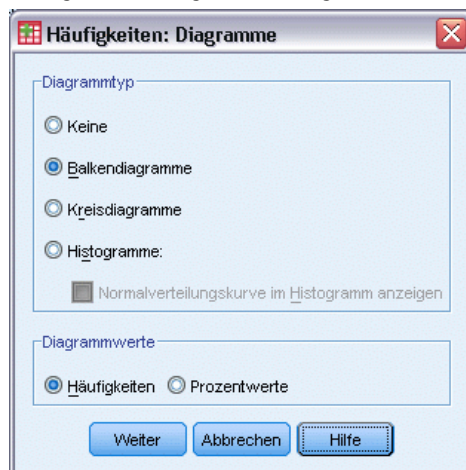 Häufigkeiten: Diagramme
Diagrammtyp
Keine
Balkendiagramme
Kreisdiagramme
Histogramme:
Normalverteilungskurve im Histogramm anzeigen
Diagrammwerte
Häufigkeiten Prozentwerte
Weiter Abbrechen Hilfe